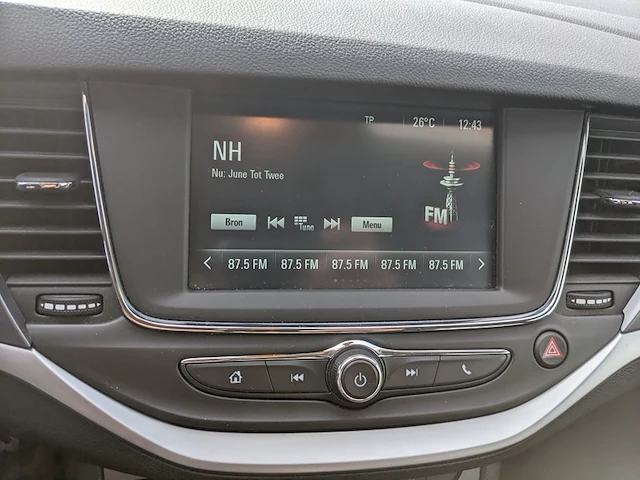 TP 26°C 12:43
NH
Nu: June Tot Twee
FM
Bron Tune Menu
87.5 FM 87.5 FM 87.5 FM 87.5 FM 87.5 FM